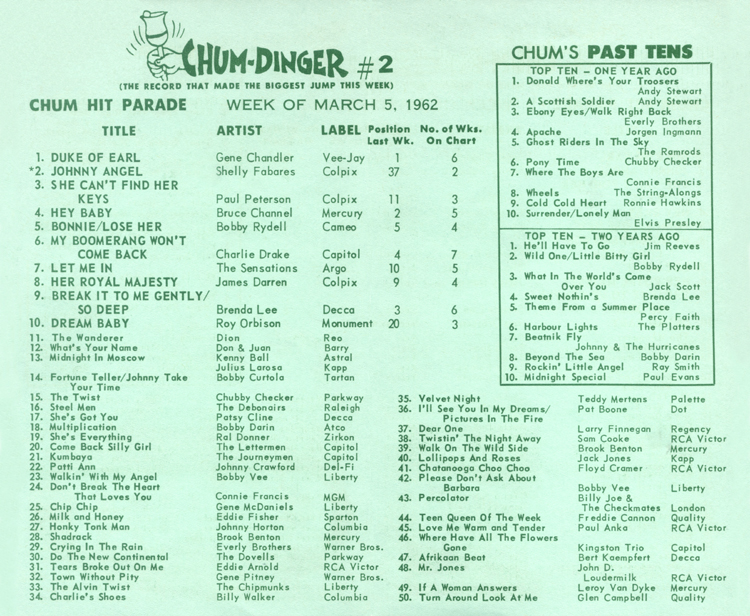 CHUM-DINGER #2
(THE RECORD THAT MADE THE BIGGEST JUMP THIS WEEK)
CHUM HIT PARADE WEEK OF MARCH 5, 1962
TITLE ARTIST LABEL Position Last Wk. No. of Wks. On Chart
1. DUKE OF EARL Gene Chandler Vee-Jay 1 6
*2. JOHNNY ANGEL Shelly Fabares Colpix 37 2
3. SHE CAN'T FIND HER
KEYS Paul Peterson Colpix 11 3
4. HEY BABY Bruce Channel Mercury 2 5
5. BONNIE/LOSE HER Bobby Rydell Cameo 5 4
6. MY BOOMERANG WON'T
COME BACK Charlie Drake Capitol 4 7
7. LET ME IN The Sensations Argo 10 5
8. HER ROYAL MAJESTY James Darren Colpix 9 4
9. BREAK IT TO ME GENTLY/
SO DEEP Brenda Lee Decca 3 6
10. DREAM BABY Roy Orbison Monument 20 3
11. The Wanderer Dion Reo
12. What's Your Name Don & Juan Barry
13. Midnight In Moscow Kenny Ball Astral
Julius Larosa Kapp
14. Fortune Teller/Johnny Take Bobby Curtola Tartan
Your Time
15. The Twist Chubby Checker Parkway
16. Steel Men The Debonairs Raleigh
17. She's Got You Patsy Cline Decca
18. Multiplication Bobby Darin Atco
19. She's Everything Ral Donner Zirkon
20. Come Back Silly Girl The Lettermen Capitol
21. Kumbaya The Journeymen Capitol
22. Patti Ann Johnny Crawford Del-Fi
23. Walkin' With My Angel Bobby Vee Liberty
24. Don't Break The Heart
That Loves You Connie Francis MGM
25. Chip Chip Gene McDaniels Liberty
26. Milk and Honey Eddie Fisher Sparton
27. Honky Tonk Man Johnny Horton Columbia
28. Shadrack Brook Benton Mercury
29. Crying In The Rain Everly Brothers Warner Bros.
30. Do The New Continental The Dovells Parkway
31. Tears Broke Out On Me Eddie Arnold RCA Victor
32. Town Without Pity Gene Pitney Warner Bros.
33. The Alvin Twist The Chipmunks Liberty
34. Charlie's Shoes Billy Walker Columbia
CHUM'S PAST TENS
TOP TEN – ONE YEAR AGO
1. Donald Where's Your Troosers
Andy Stewart
2. A Scottish Soldier Andy Stewart
3. Ebony Eyes/Walk Right Back
Everly Brothers
4. Apache Jorgen Ingmann
5. Ghost Riders In The Sky
The Ramrods
6. Pony Time Chubby Checker
7. Where The Boys Are
Connie Francis
8. Wheels The String-Alongs
9. Cold Cold Heart Ronnie Hawkins
10. Surrender/Lonely Man
Elvis Presley
TOP TEN – TWO YEARS AGO
1. He'll Have To Go Jim Reeves
2. Wild One/Little Bitty Girl
Bobby Rydell
3. What In The World's Come
Over You Jack Scott
4. Sweet Nothin's Brenda Lee
5. Theme From a Summer Place
Percy Faith
6. Harbour Lights The Platters
7. Beatnik Fly
Johnny & The Hurricanes
8. Beyond The Sea Bobby Darin
9. Rockin' Little Angel Ray Smith
10. Midnight Special Paul Evans
35. Velvet Night Teddy Mertens Palette
36. I'll See You In My Dreams/ Pat Boone Dot
Pictures In The Fire
37. Dear One Larry Finnegan Regency
38. Twistin' The Night Away Sam Cooke RCA Victor
39. Walk On The Wild Side Brook Benton Mercury
40. Lollipops And Roses Jack Jones Kapp
41. Chatanooga Choo Choo Floyd Cramer RCA Victor
42. Please Don't Ask About
Barbara Bobby Vee Liberty
43. Percolator Billy Joe &
The Checkmates London
44. Teen Queen Of The Week Freddie Cannon Quality
45. Love Me Warm and Tender Paul Anka RCA Victor
46. Where Have All The Flowers
Gone Kingston Trio Capitol
47. Afrikaan Beat Bert Kaempfert Decca
48. Mr. Jones John D.
Loudermilk RCA Victor
49. If A Woman Answers Leroy Van Dyke Mercury
50. Turn Around Look At Me Glen Campbell Quality